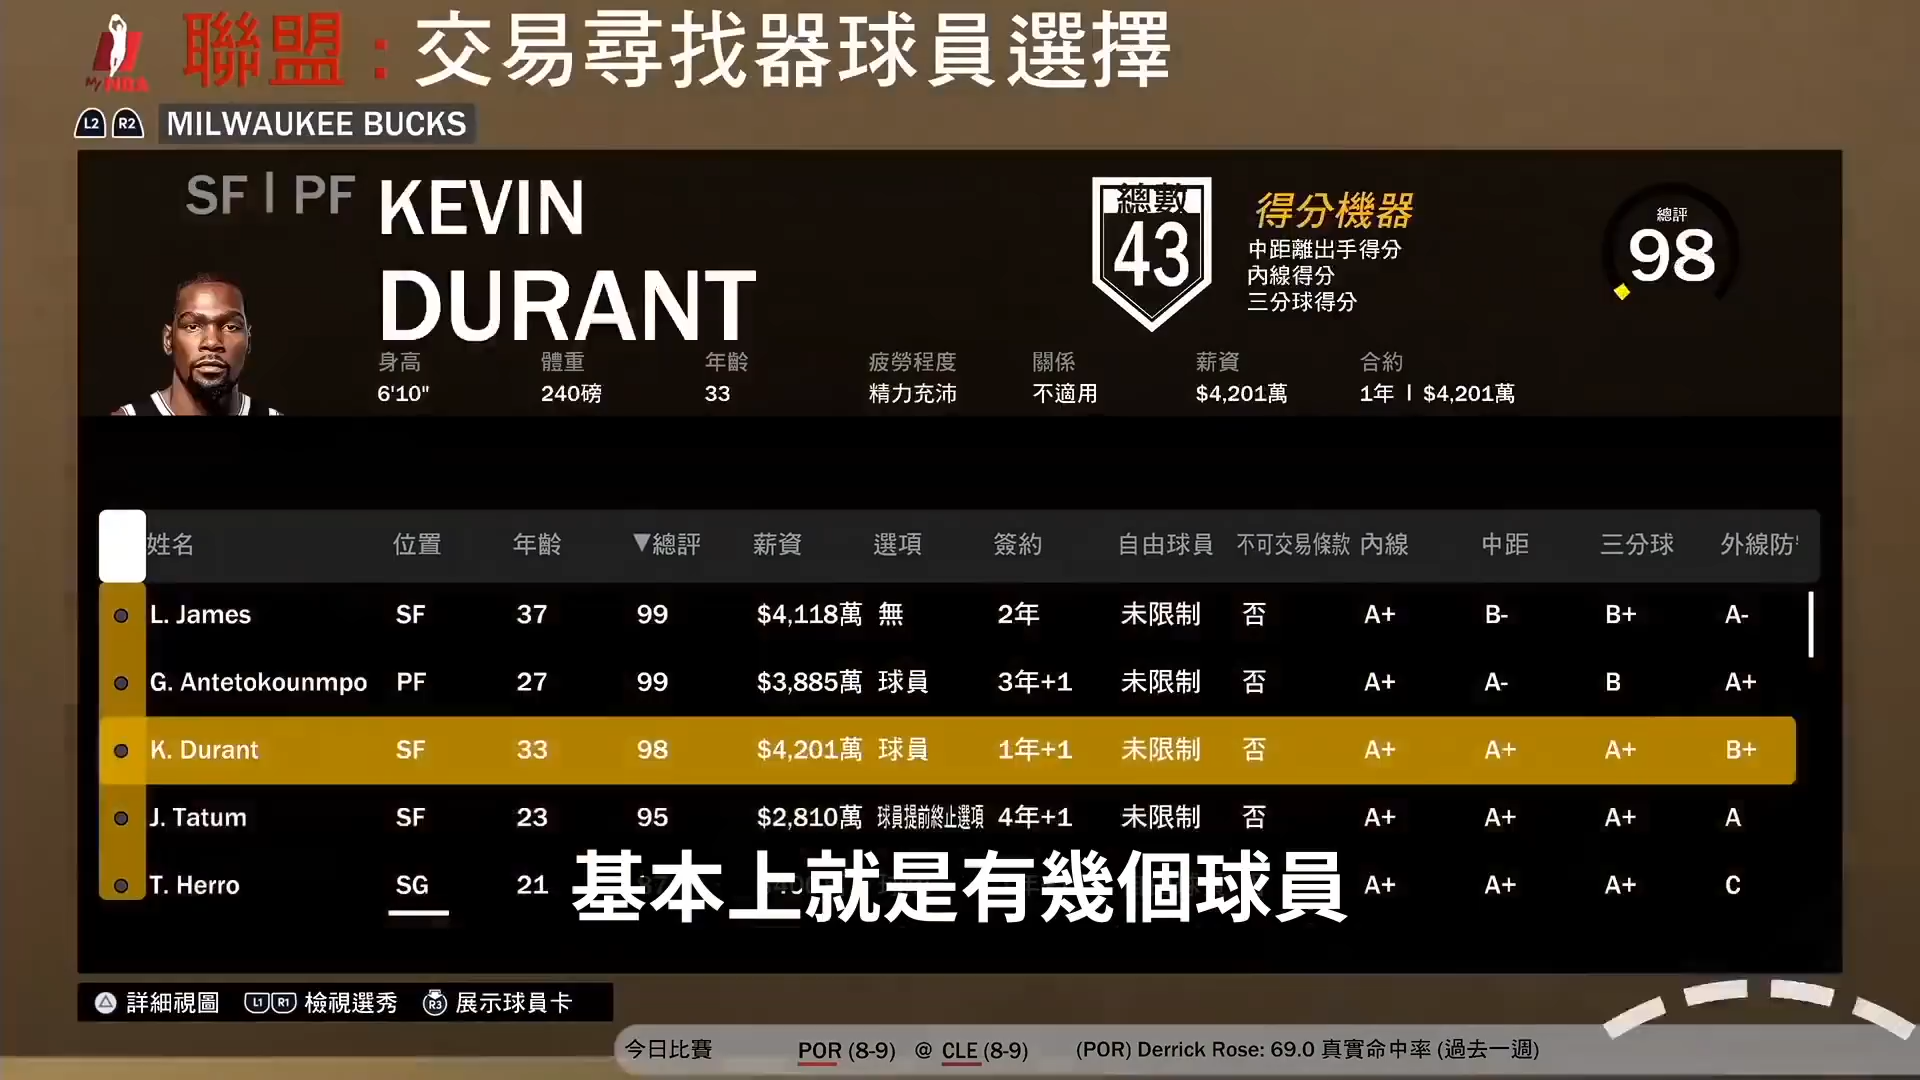 My NBA
聯盟：交易尋找器球員選擇
L2 R2 MILWAUKEE BUCKS
SF | PF KEVIN
DURANT
總數
43
得分機器
中距離出手得分
內線得分
三分球得分
總評
98
身高 體重 年齡 疲勞程度 關係 薪資 合約
6'10" 240磅 33 精力充沛 不適用 $4,201萬 1年 | $4,201萬
姓名 位置 年齡 ▼總評 薪資 選項 簽約 自由球員 不可交易條款 內線 中距 三分球 外線防
L. James SF 37 99 $4,118萬 無 2年 未限制 否 A+ B- B+ A-
G. Antetokounmpo PF 27 99 $3,885萬 球員 3年+1 未限制 否 A+ A- B A+
K. Durant SF 33 98 $4,201萬 球員 1年+1 未限制 否 A+ A+ A+ B+
J. Tatum SF 23 95 $2,810萬 球員提前終止選項 4年+1 未限制 否 A+ A+ A+ A
T. Herro SG 21 A+ A+ A+ C
基本上就是有幾個球員
詳細視圖 L1 R1 檢視選秀 R3 展示球員卡
今日比賽 POR (8-9) @ CLE (8-9) (POR) Derrick Rose: 69.0 真實命中率 (過去一週)